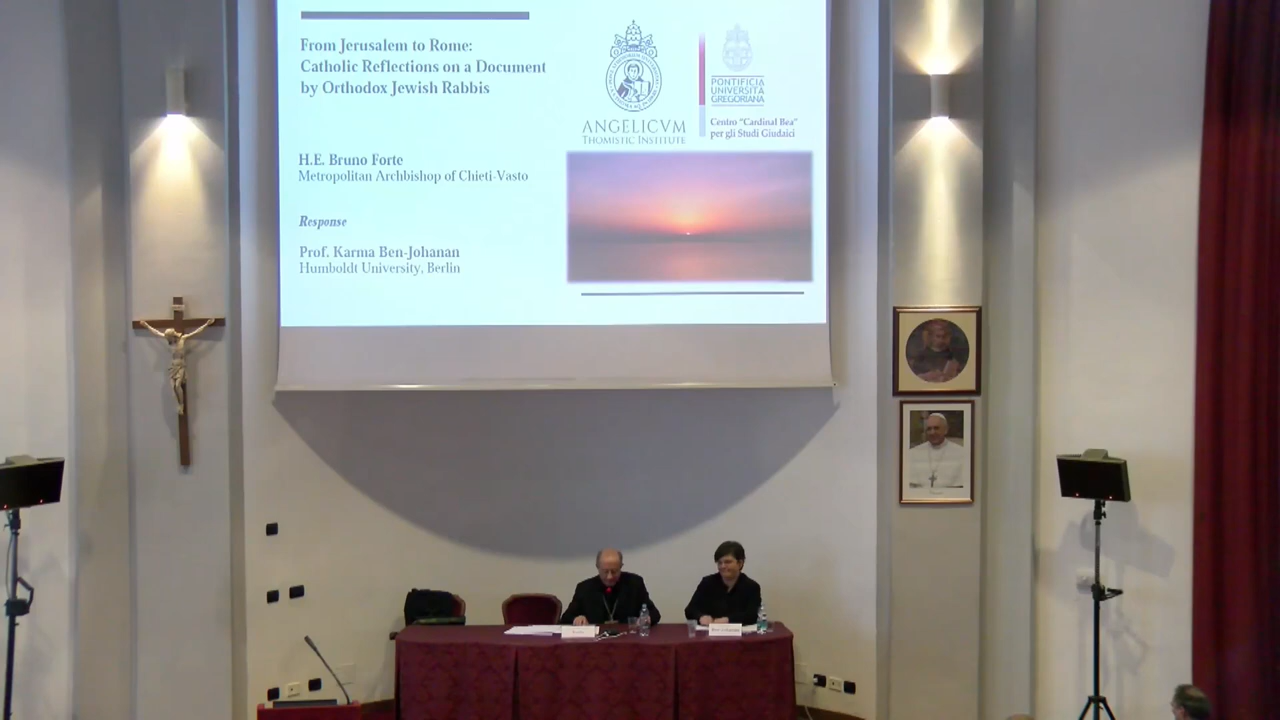 From Jerusalem to Rome:
Catholic Reflections on a Document
by Orthodox Jewish Rabbis
H.E. Bruno Forte
Metropolitan Archbishop of Chieti-Vasto
Response
Prof. Karma Ben-Johanan
Humboldt University, Berlin
ANGELICVM
THOMISTIC INSTITUTE
PONTIFICIA
UNIVERSITÀ
GREGORIANA
Centro "Cardinal Bea"
per gli Studi Giudaici